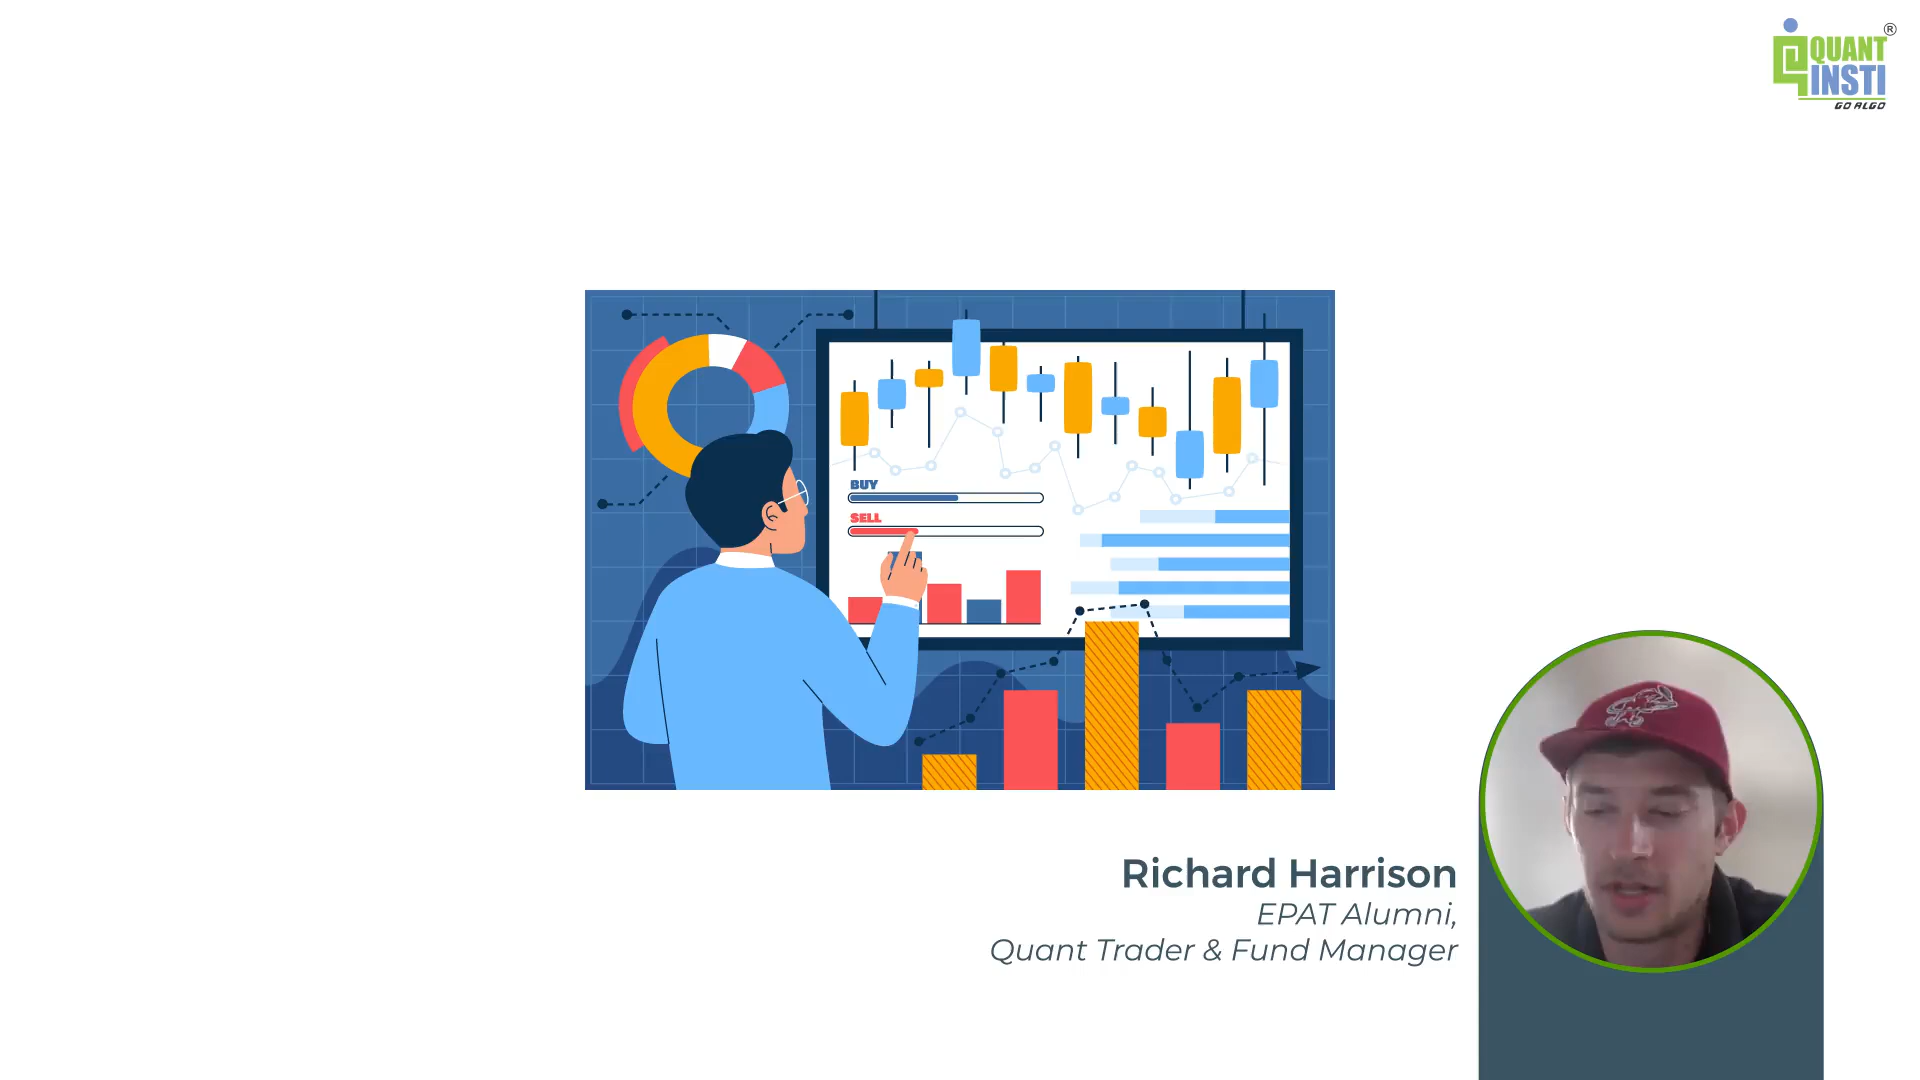 QUANT
INSTI
®
GO ALGO
BUY
SELL
Richard Harrison
EPAT Alumni,
Quant Trader & Fund Manager